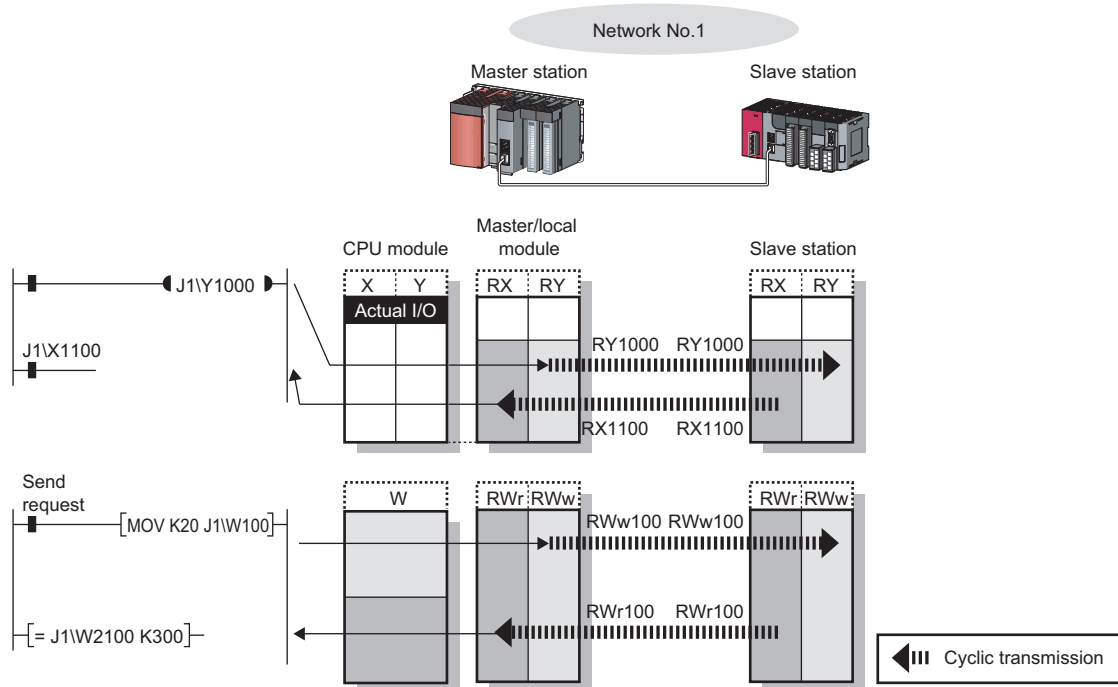 Network No.1
Master station
Slave station
CPU module
Master/local
module
Slave station
J1\Y1000
X Y
RX RY
RX RY
Actual I/O
J1\X1100
RY1000 RY1000
RX1100 RX1100
Send
request
W
RWr RWw
RWr RWw
MOV K20 J1\W100
RWw100 RWw100
RWr100 RWr100
= J1\W2100 K300
Cyclic transmission